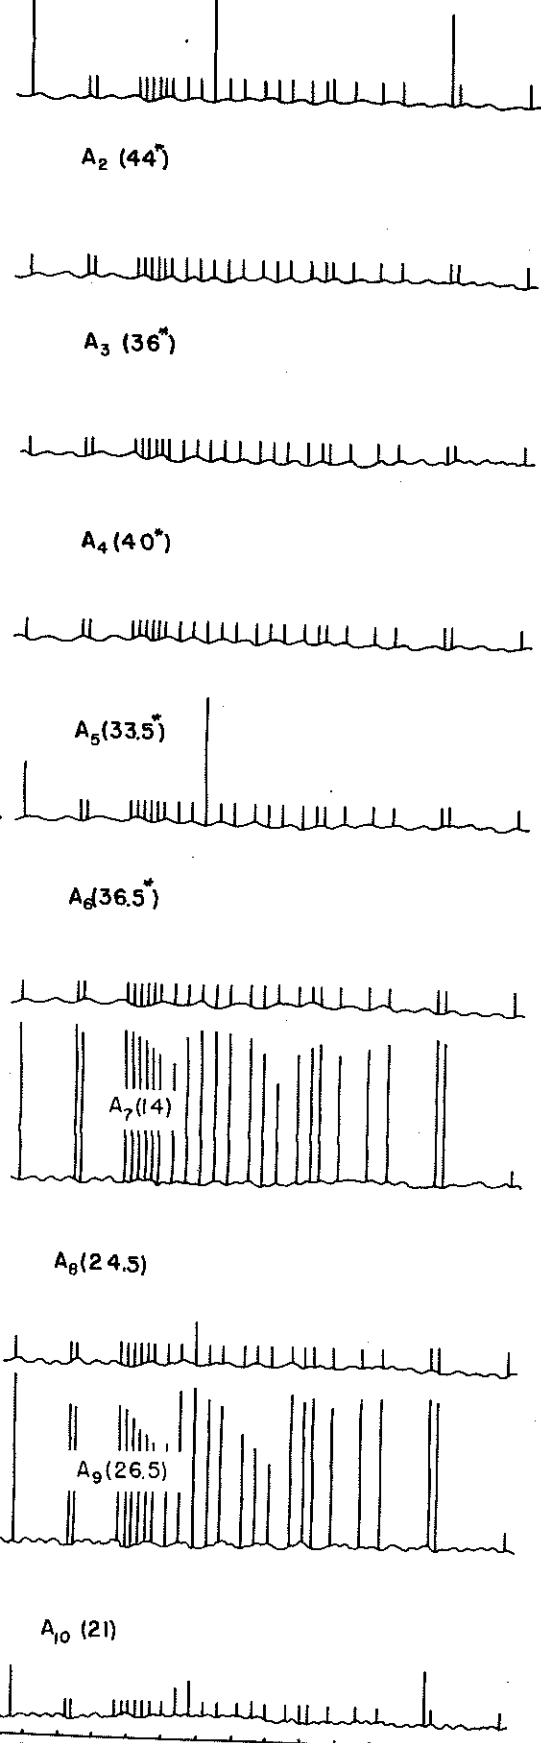 A₂ (44*)
A₃ (36*)
A₄ (40*)
A₅ (33.5*)
A₆ (36.5*)
A₇ (14)
A₈ (24.5)
A₉ (26.5)
A₁₀ (21)